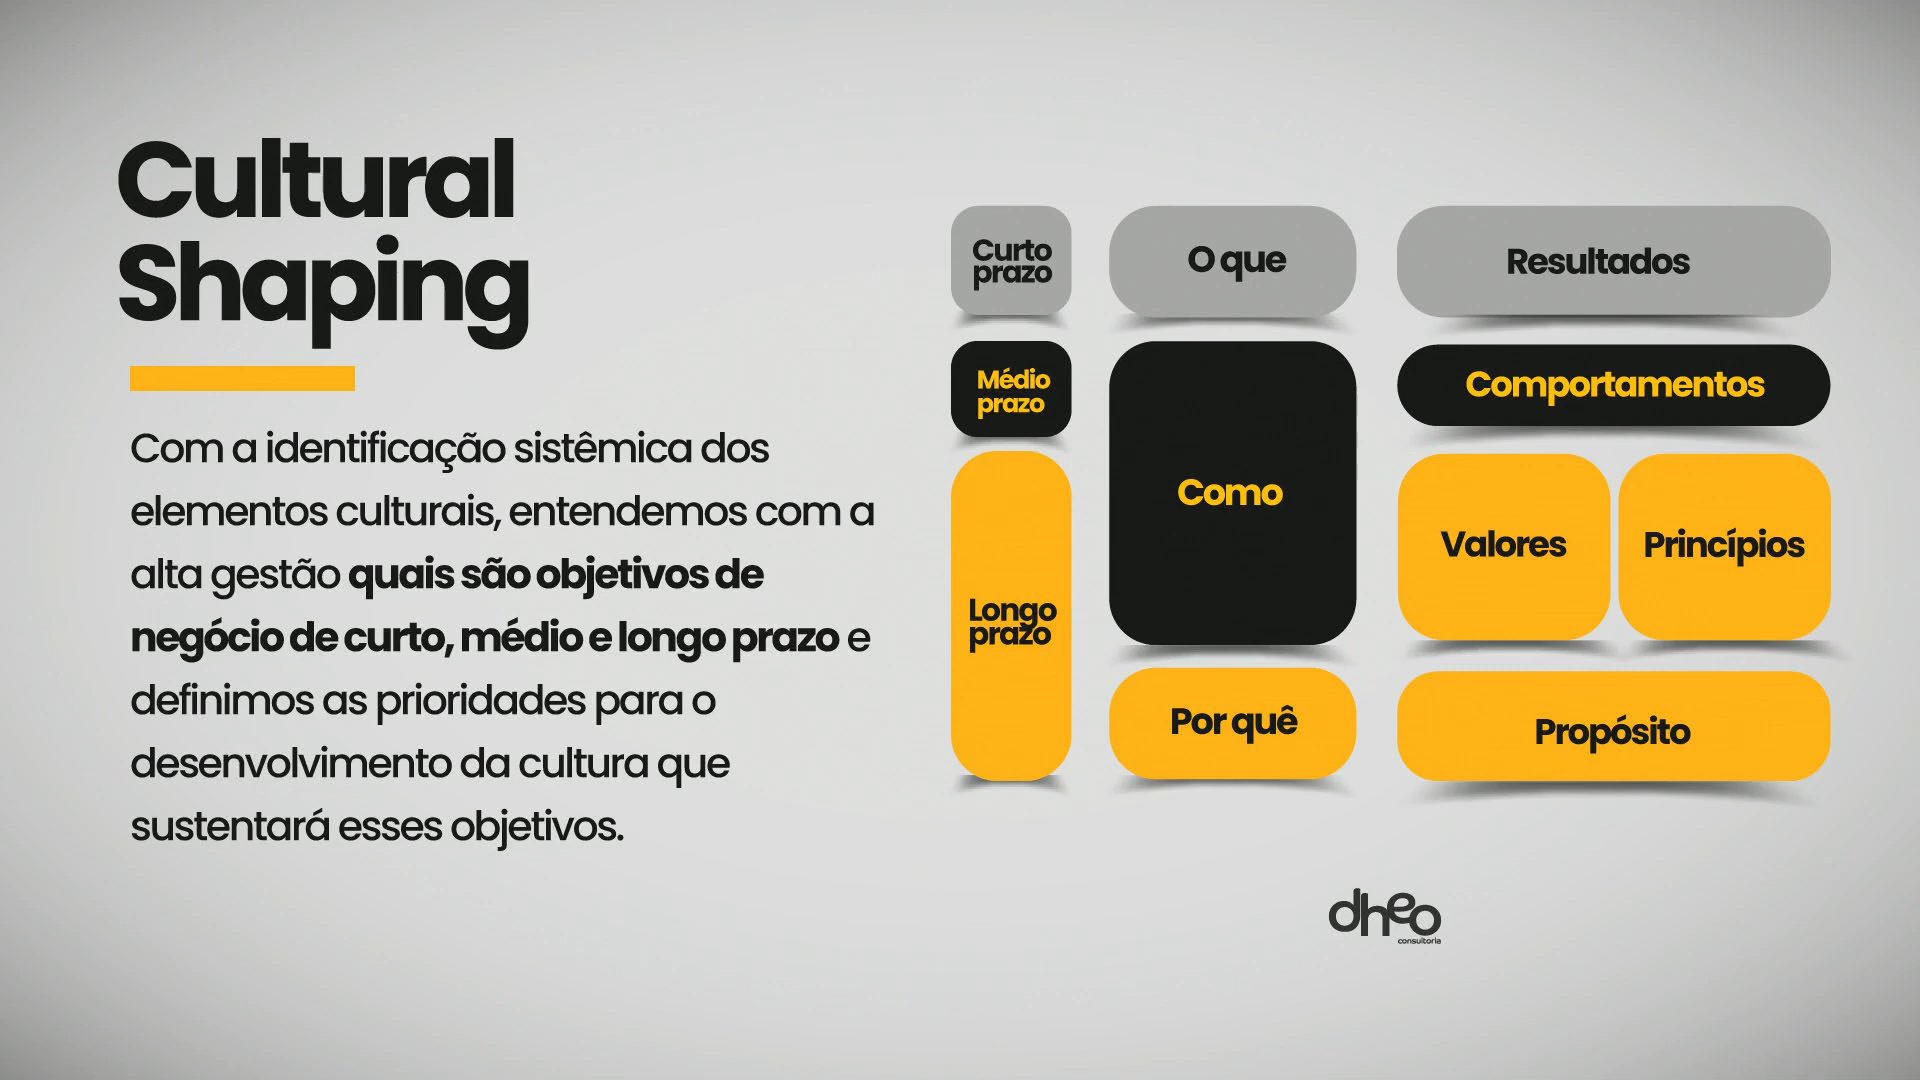 Cultural
Shaping
Com a identificação sistêmica dos
elementos culturais, entendemos com a
alta gestão quais são objetivos de
negócio de curto, médio e longo prazo e
definimos as prioridades para o
desenvolvimento da cultura que
sustentará esses objetivos.
Curto
prazo
O que
Resultados
Médio
prazo
Como
Comportamentos
Valores
Princípios
Longo
prazo
Por quê
Propósito
dheo
consultoria